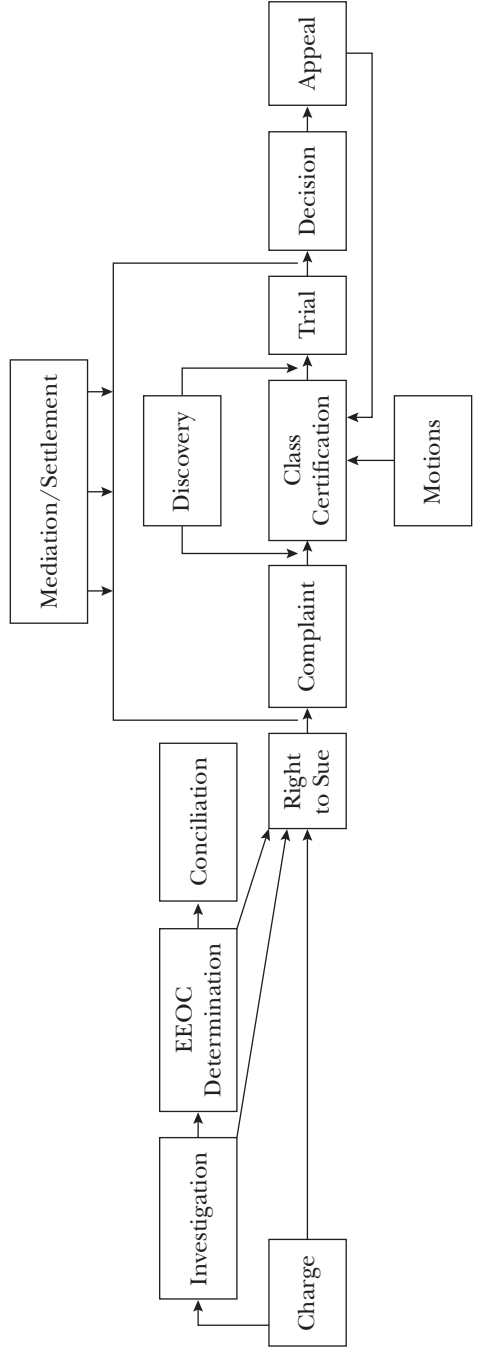 Mediation/Settlement
Discovery
Investigation
EEOC
Determination
Conciliation
Charge
Right
to Sue
Complaint
Class
Certification
Trial
Decision
Appeal
Motions